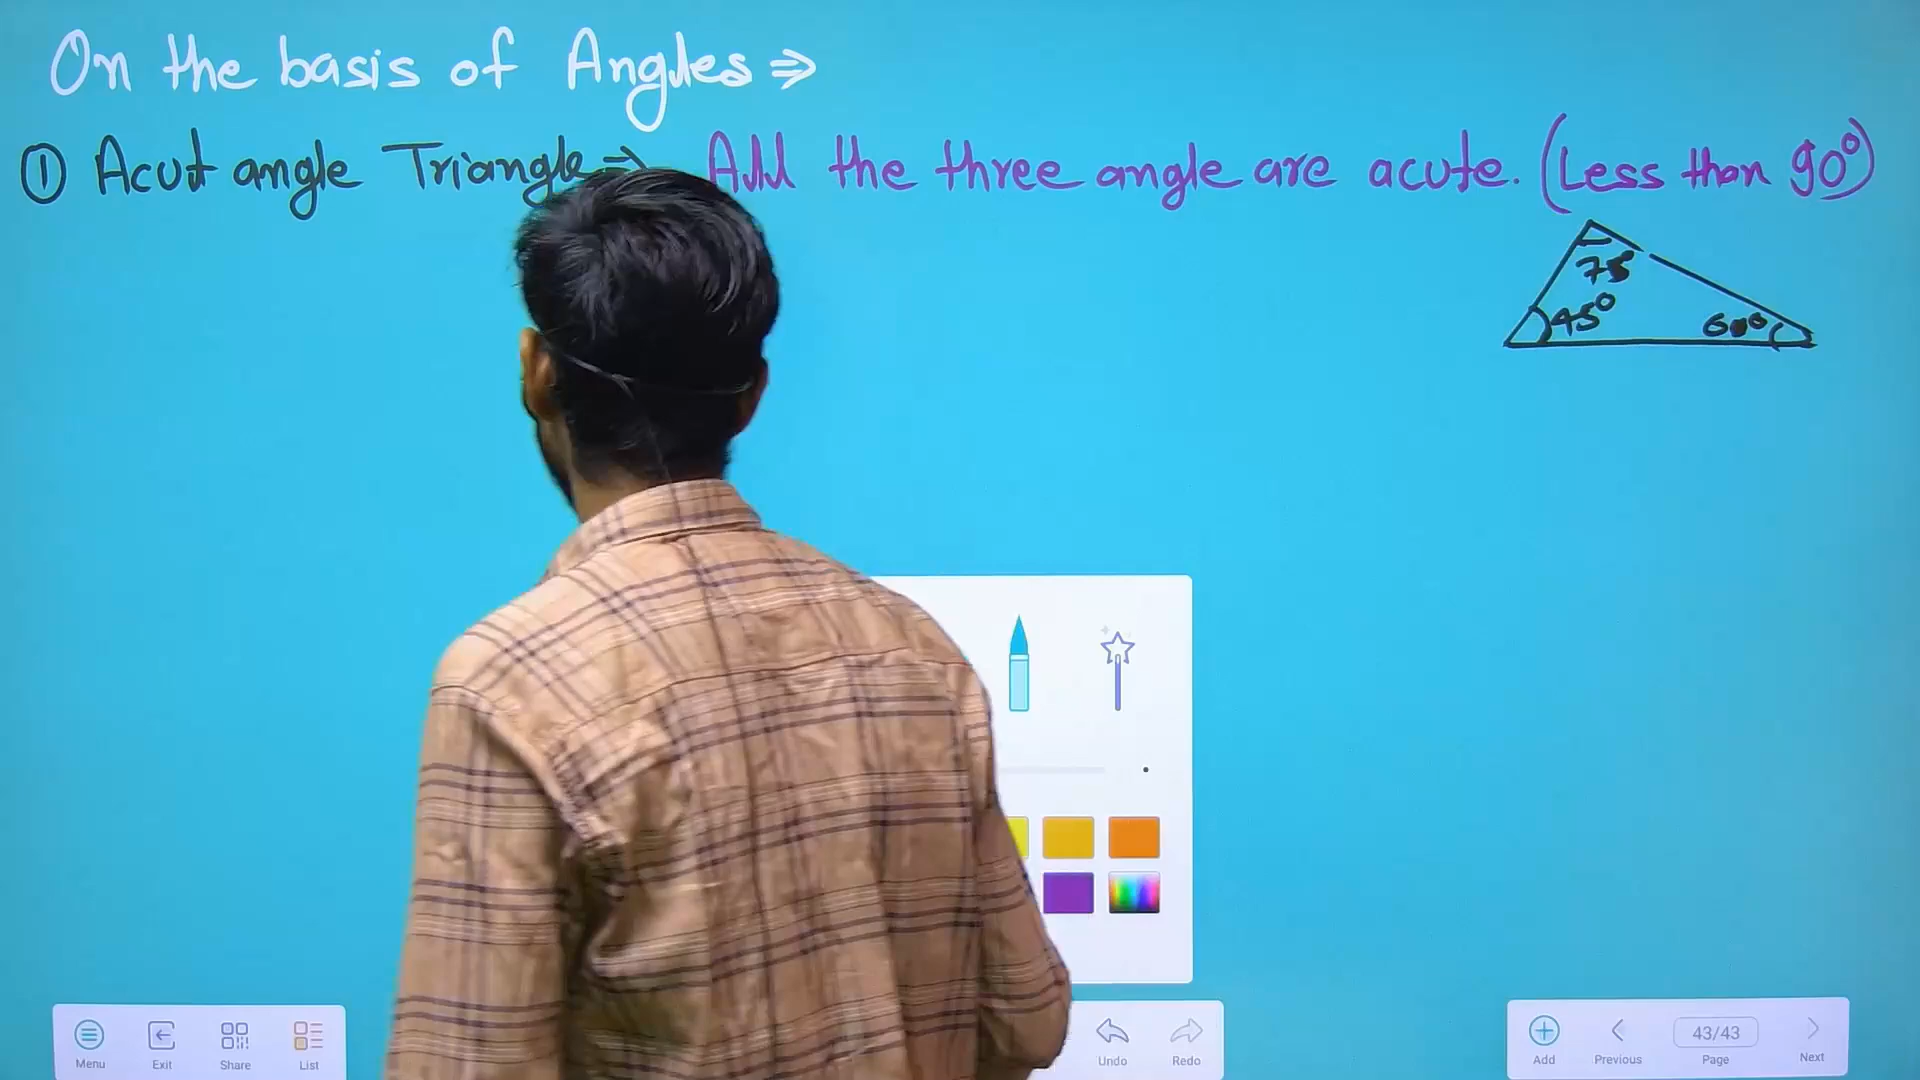 On the basis of Angles ⇒
① Acut angle Triangle ⇒ All the three angle are acute. (Less than 90°)
75
45°
60°
Menu
Exit
Share
List
Undo
Redo
Add
Previous
43/43
Page
Next